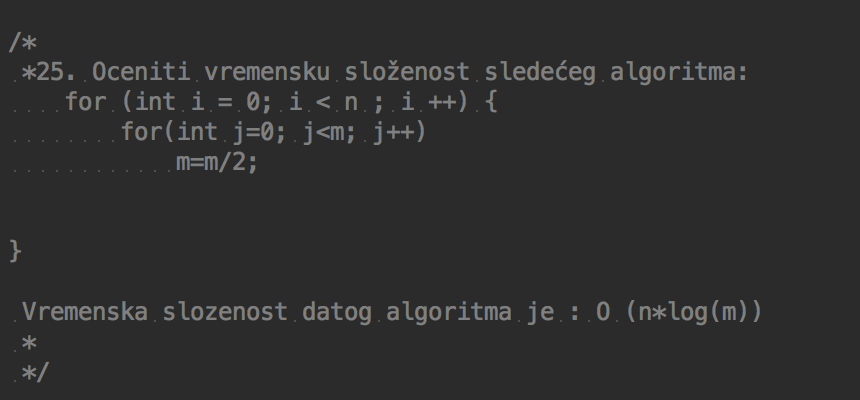 /*
*25. Oceniti vremensku složenost sledećeg algoritma:
for (int i = 0; i < n ; i ++) {
for(int j=0; j<m; j++)
m=m/2;
}
Vremenska slozenost datog algoritma je : O (n*log(m))
*
*/